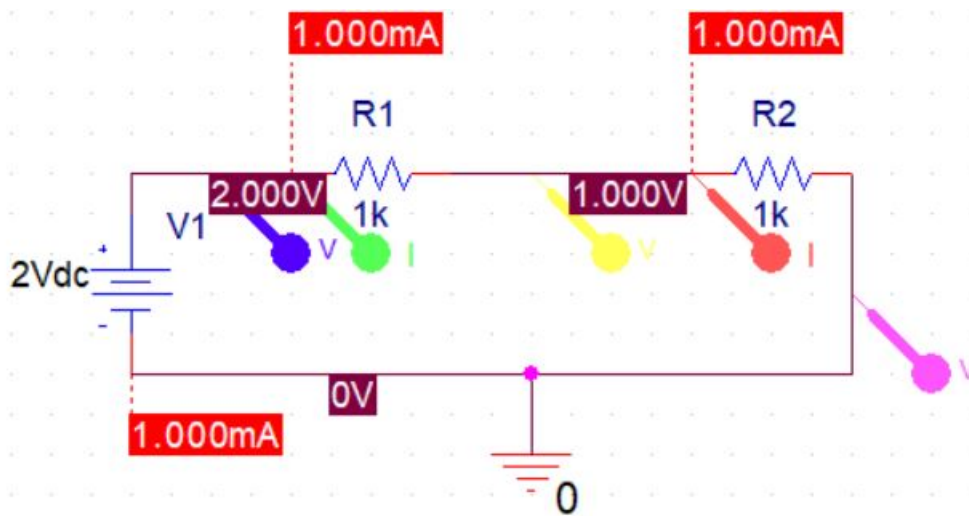 1.000mA
1.000mA
R1
R2
2.000V
1.000V
V1
1k
1k
V
I
V
I
2Vdc
+
-
V
0V
1.000mA
0